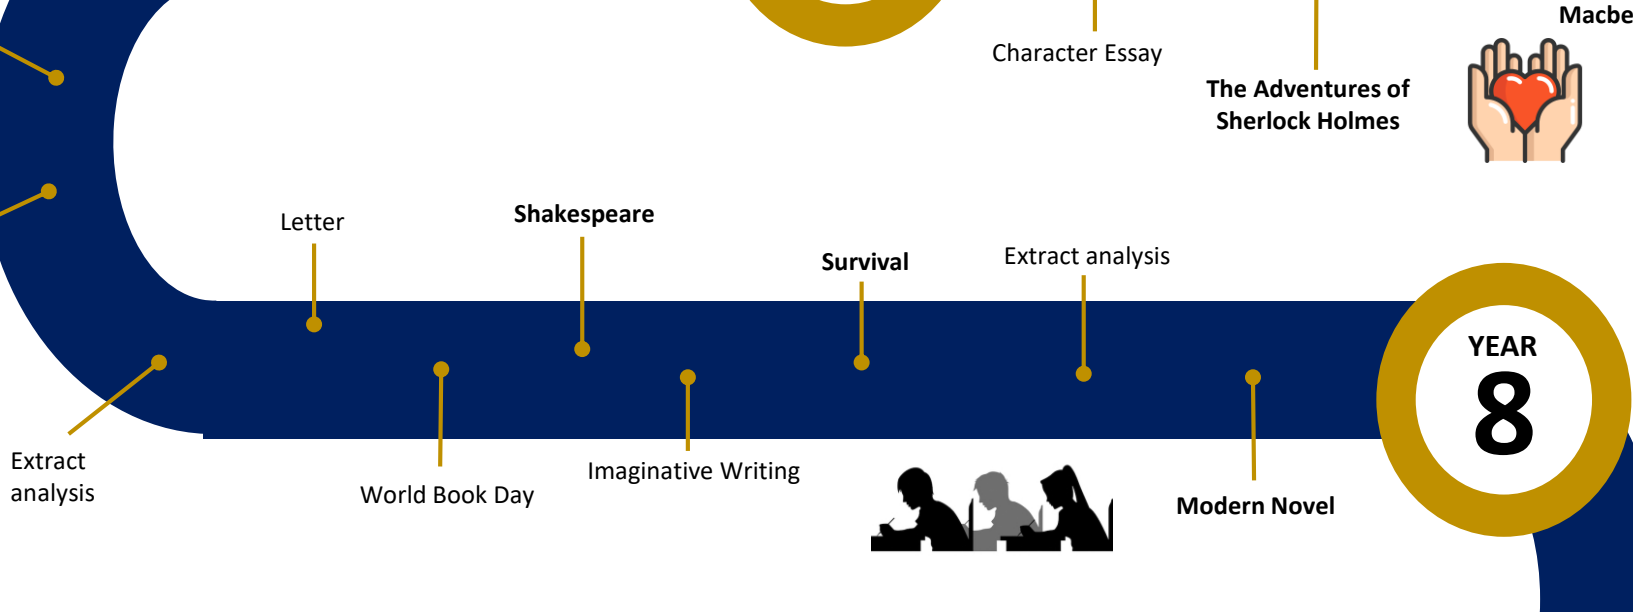 Macbe
Character Essay
The Adventures of
Sherlock Holmes
Letter
Shakespeare
Survival
Extract analysis
YEAR
8
Extract
analysis
World Book Day
Imaginative Writing
Modern Novel